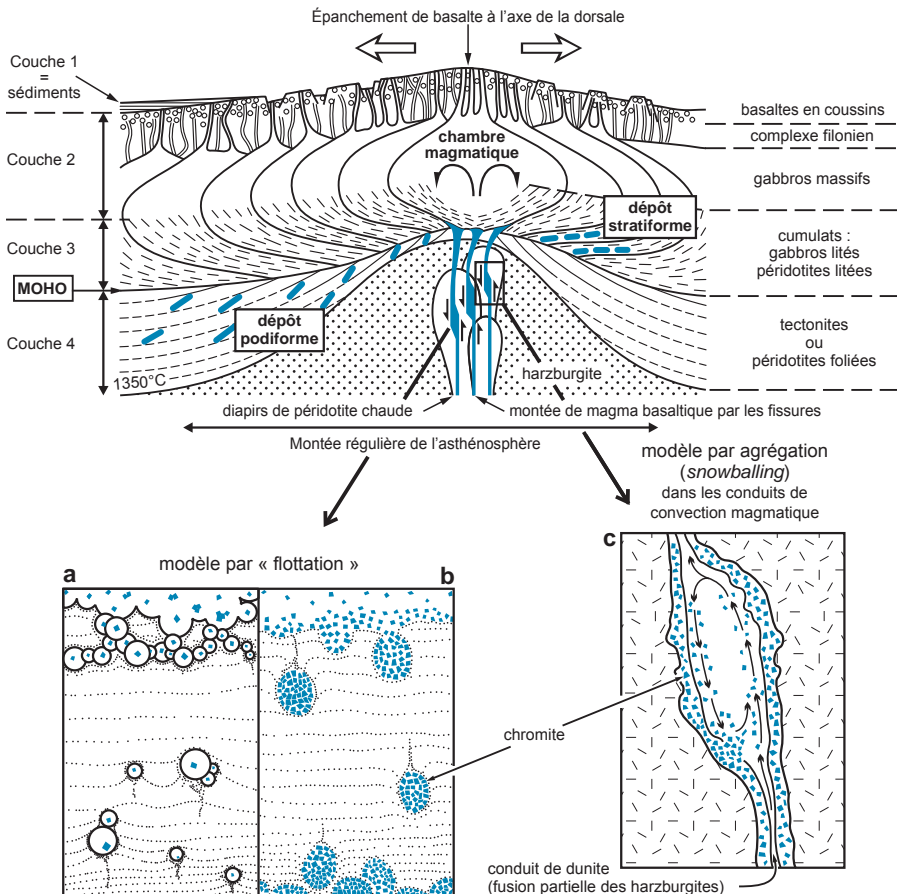 Épanchement de basalte à l'axe de la dorsale
Couche 1
=
sédiments
Couche 2
Couche 3
MOHO
Couche 4
1350°C
chambre
magmatique
dépôt
stratiforme
dépôt
podiforme
harzburgite
basaltes en coussins
complexe filonien
gabbros massifs
cumulats :
gabbros lités
péridotites litées
tectonites
ou
péridotites foliées
diapirs de péridotite chaude
montée de magma basaltique par les fissures
Montée régulière de l'asthénosphère
modèle par agrégation
(snowballing)
dans les conduits de
convection magmatique
modèle par « flottation »
a
b
c
chromite
conduit de dunite
(fusion partielle des harzburgites)